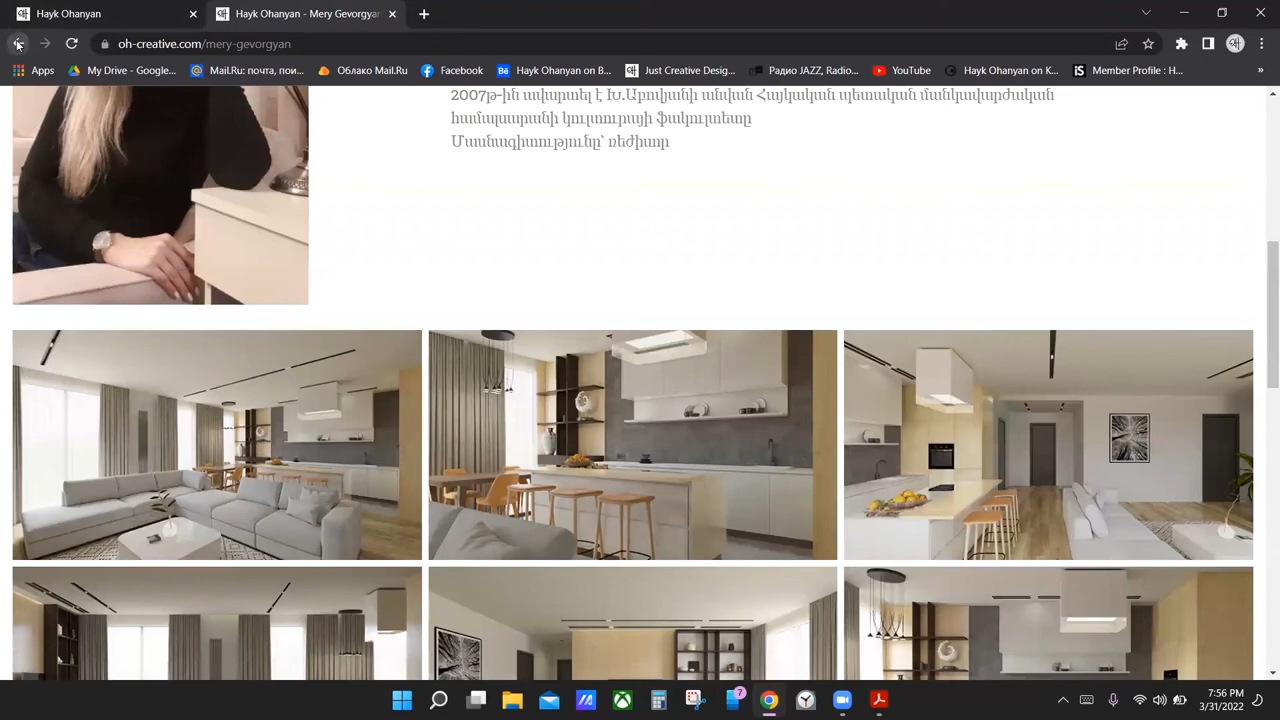 Hayk Ohanyan
Hayk Ohanyan - Mery Gevorgyan
oh-creative.com/mery-gevorgyan
Apps
My Drive - Google...
Mail.Ru: почта, пои...
Облако Mail.Ru
Facebook
Hayk Ohanyan on B...
Just Creative Desig...
Радио JAZZ, Радио...
YouTube
Hayk Ohanyan on K...
Member Profile : H...
2007թ-ին ավարտել է Խ.Աբովյանի անվան Հայկական պետական մանկավարժական
համալսարանի կուլտուրայի ֆակուլտետը
Մասնագիտությունը՝ ռեժիսոր
7
7:56 PM
3/31/2022